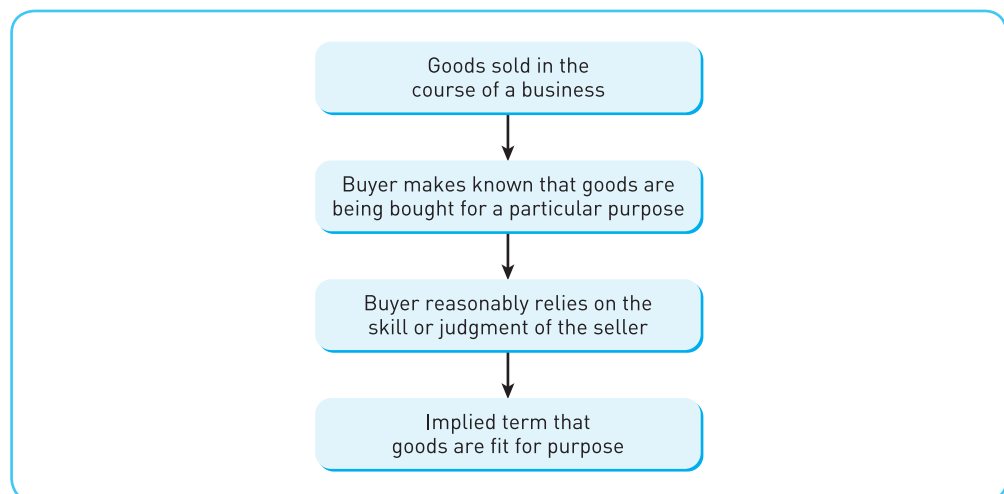 Goods sold in the
course of a business
Buyer makes known that goods are
being bought for a particular purpose
Buyer reasonably relies on the
skill or judgment of the seller
Implied term that
goods are fit for purpose